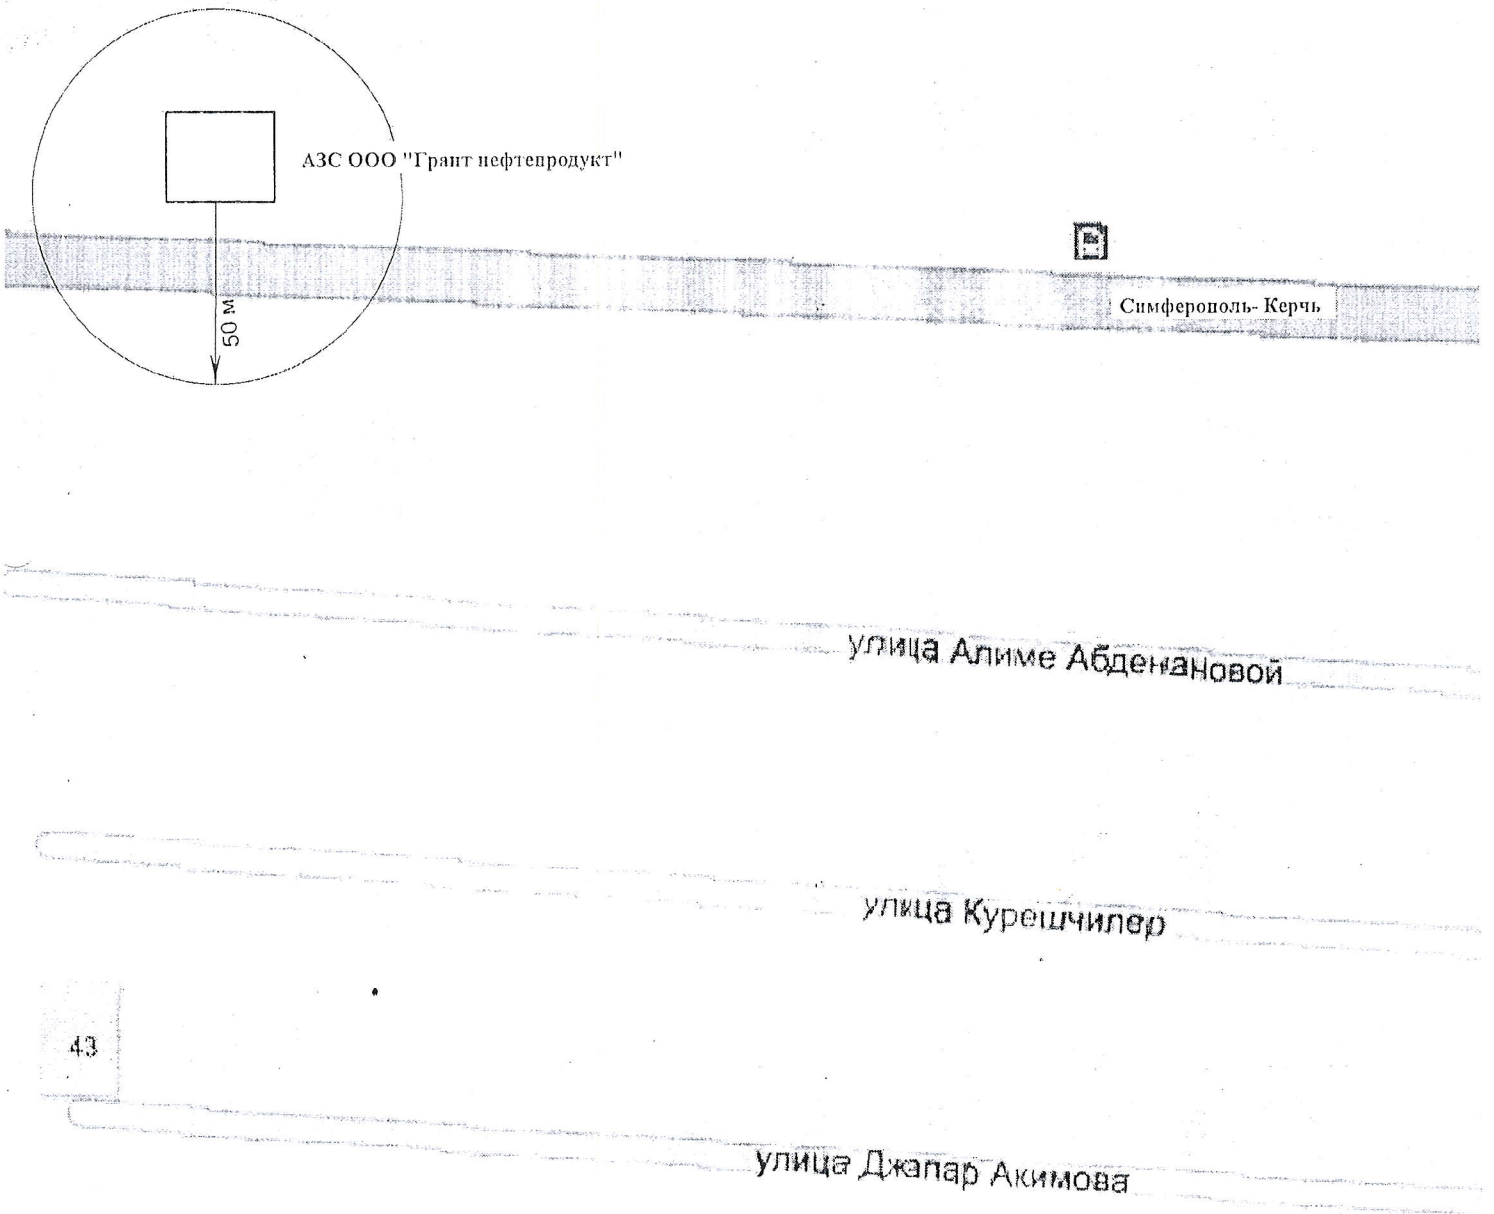 АЗС ООО "Грант нефтепродукт"
50 м
Симферополь- Керчь
улица Алиме Абденановой
улица Курешчилер
43
улица Джапар Акимова